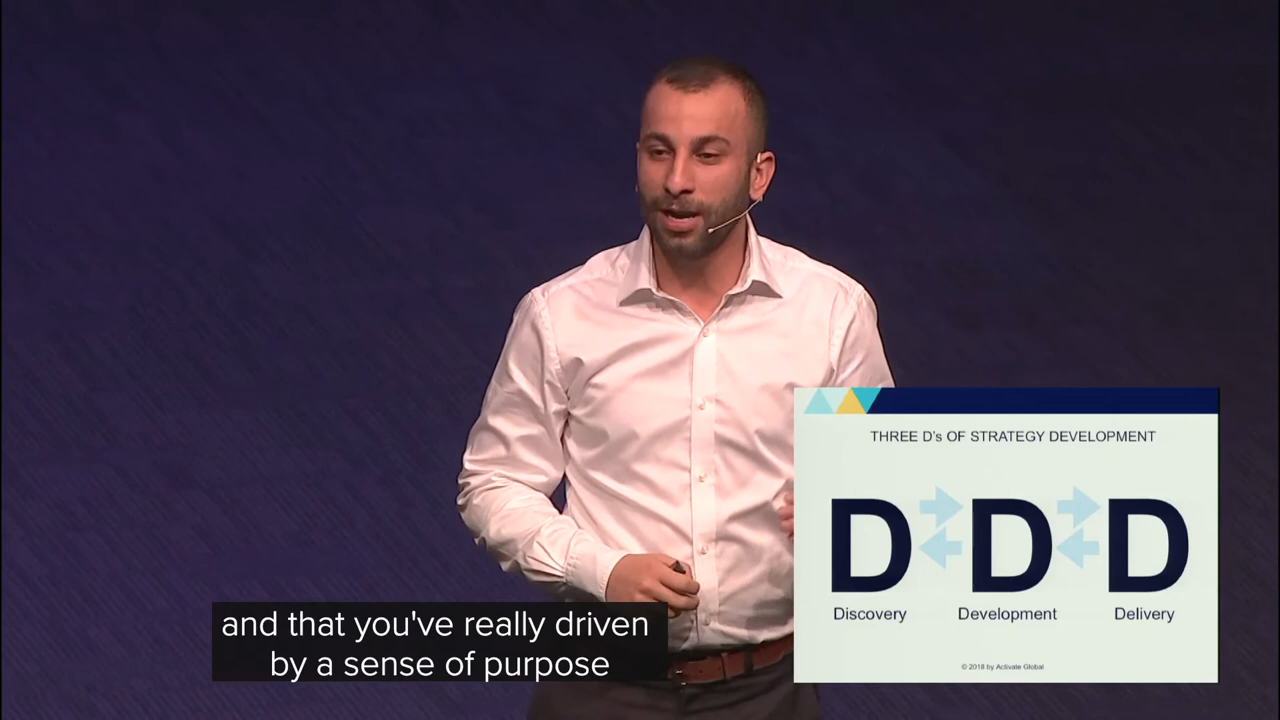 THREE D's OF STRATEGY DEVELOPMENT
D D D
Discovery Development Delivery
© 2018 by Activate Global
and that you've really driven
by a sense of purpose